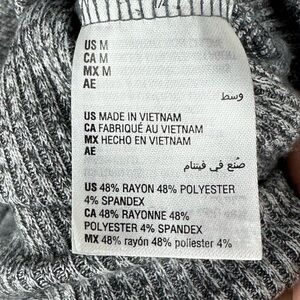 US M
CA M
MX M
AE
وسط
US MADE IN VIETNAM
CA FABRIQUÉ AU VIETNAM
MX HECHO EN VIETNAM
AE
صُنع في فيتنام
US 48% RAYON 48% POLYESTER
4% SPANDEX
CA 48% RAYONNE 48%
POLYESTER 4% SPANDEX
MX 48% rayón 48% poliester 4%